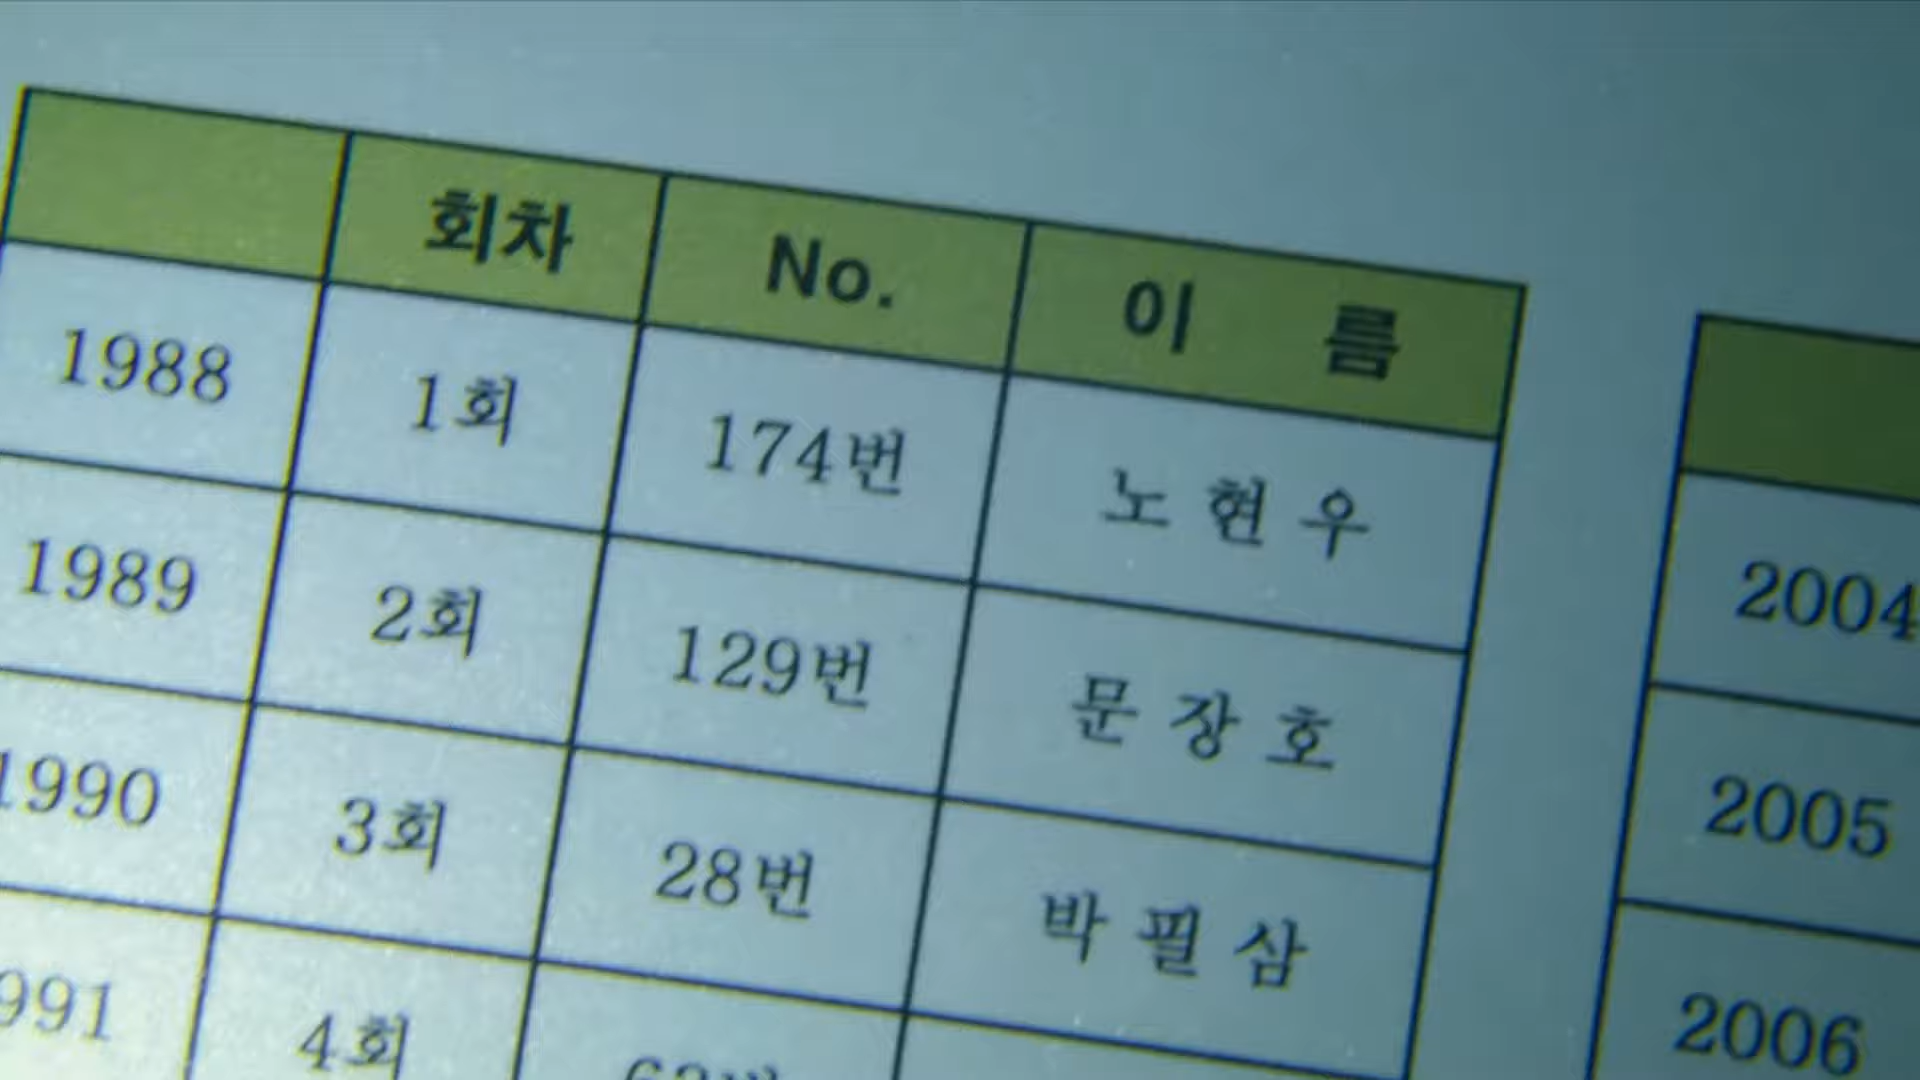 회차 No. 이 름
1988 1회 174번 노 현 우
1989 2회 129번 문 장 호
1990 3회 28번 박 필 삼
991 4회
2004
2005
2006